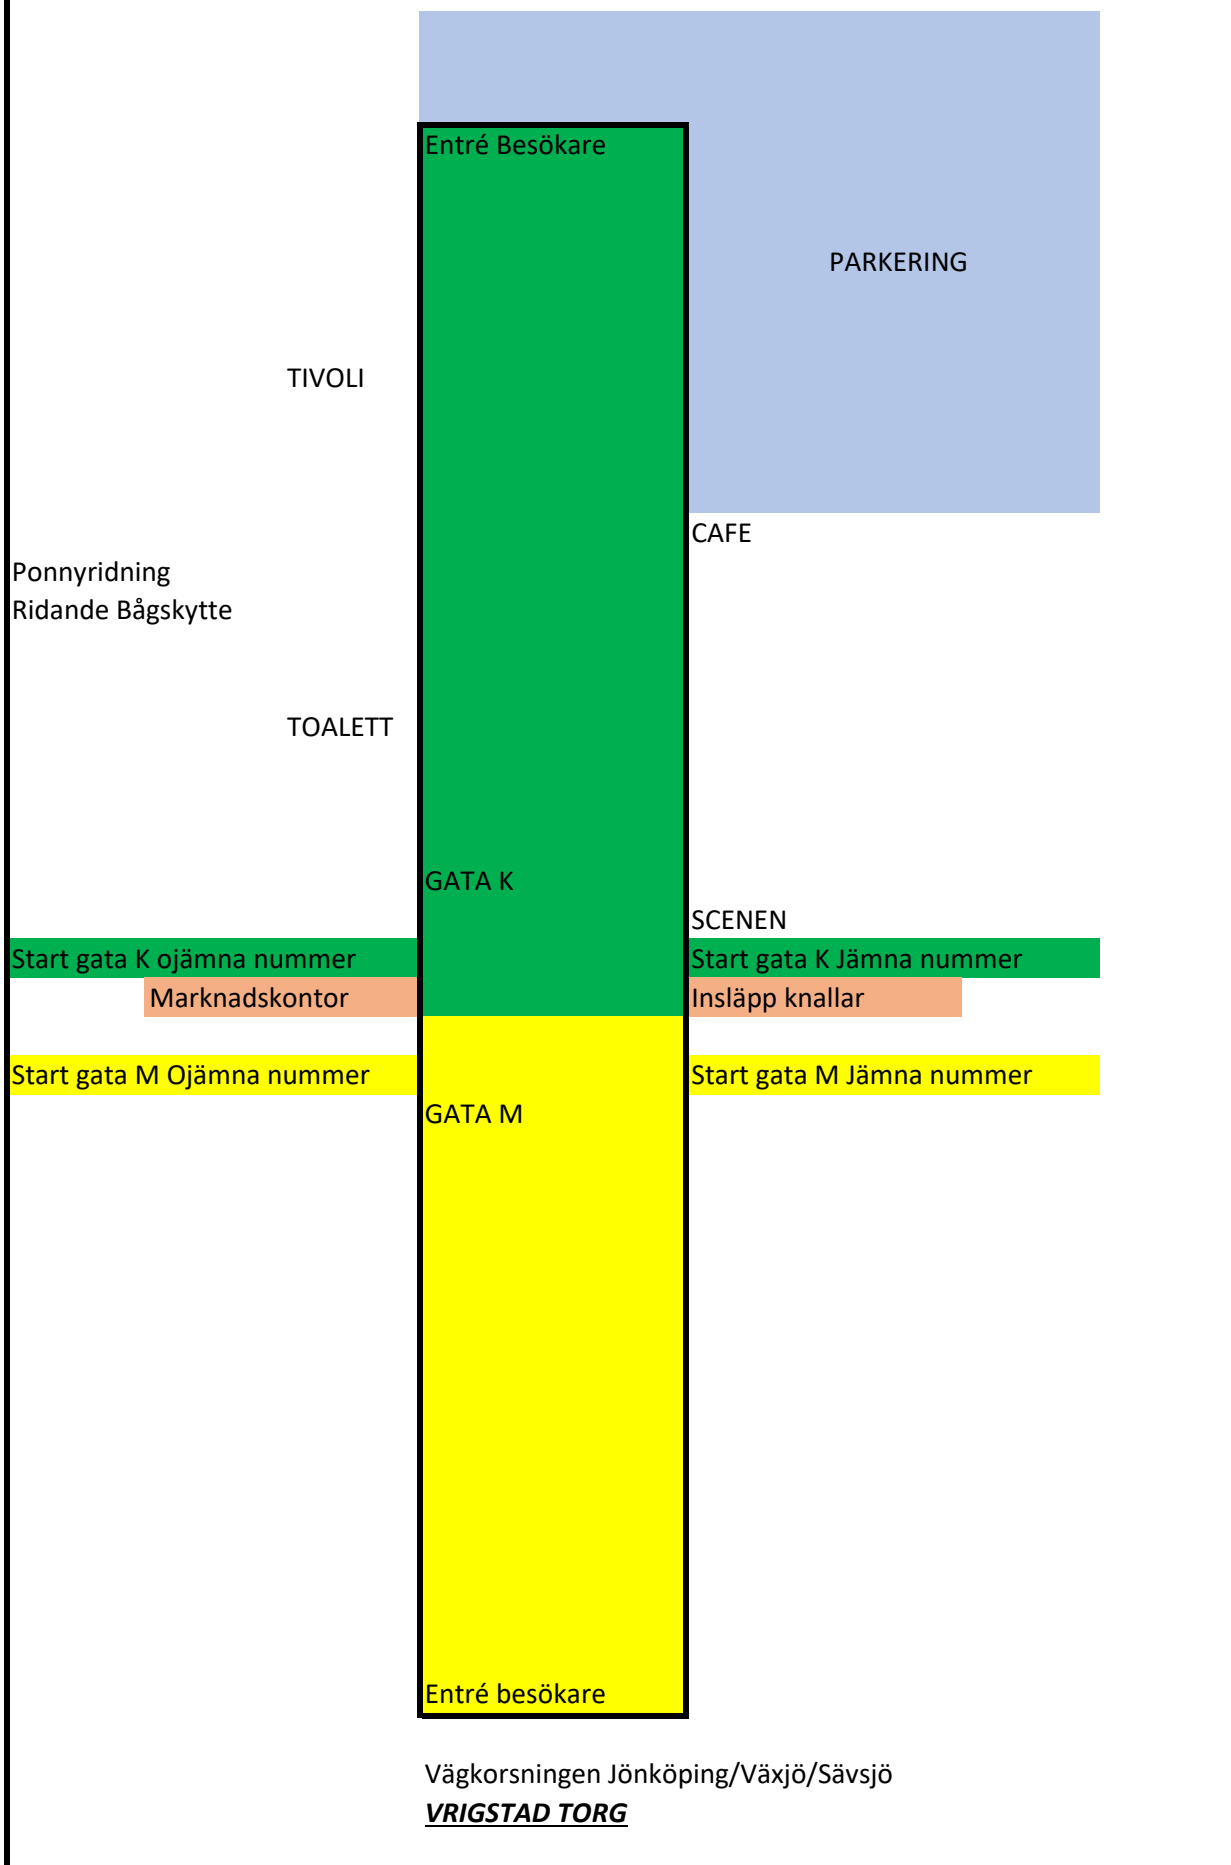 Entré Besökare
PARKERING
TIVOLI
CAFE
Ponnyridning
Ridande Bågskytte
TOALETT
GATA K
SCENEN
Start gata K ojämna nummer
Start gata K Jämna nummer
Marknadskontor
Insläpp knallar
Start gata M Ojämna nummer
Start gata M Jämna nummer
GATA M
Entré besökare
Vägkorsningen Jönköping/Växjö/Sävsjö
VRIGSTAD TORG